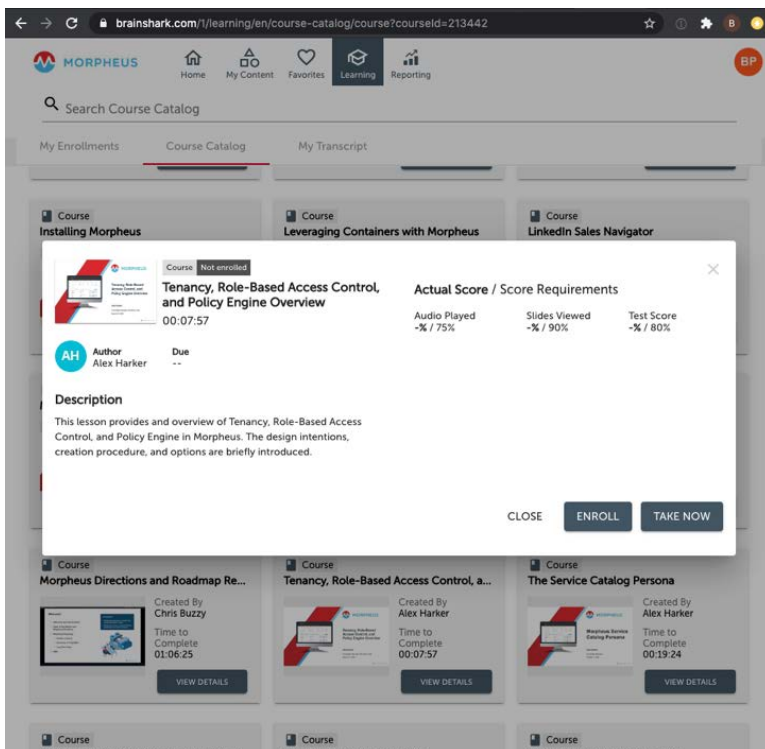 brainshark.com/1/learning/en/course-catalog/course?courseId=213442
B
MORPHEUS
Home
My Content
Favorites
Learning
Reporting
BP
Search Course Catalog
My Enrollments
Course Catalog
My Transcript
Course
Installing Morpheus
Course
Leveraging Containers with Morpheus
Course
LinkedIn Sales Navigator
MORPHEUS
Course
Not enrolled
Tenancy, Role-Based Access Control,
and Policy Engine Overview
00:07:57
AH
Author
Alex Harker
Due
--
Actual Score / Score Requirements
Audio Played
-% / 75%
Slides Viewed
-% / 90%
Test Score
-% / 80%
Description
This lesson provides and overview of Tenancy, Role-Based Access
Control, and Policy Engine in Morpheus. The design intentions,
creation procedure, and options are briefly introduced.
CLOSE
ENROLL
TAKE NOW
Course
Morpheus Directions and Roadmap Re...
Created By
Chris Buzzy
Time to
Complete
01:06:25
VIEW DETAILS
Course
Tenancy, Role-Based Access Control, a...
MORPHEUS
Created By
Alex Harker
Time to
Complete
00:07:57
VIEW DETAILS
Course
The Service Catalog Persona
MORPHEUS
Morpheus Service
Catalog Persona
Created By
Alex Harker
Time to
Complete
00:19:24
VIEW DETAILS
Course
Course
Course